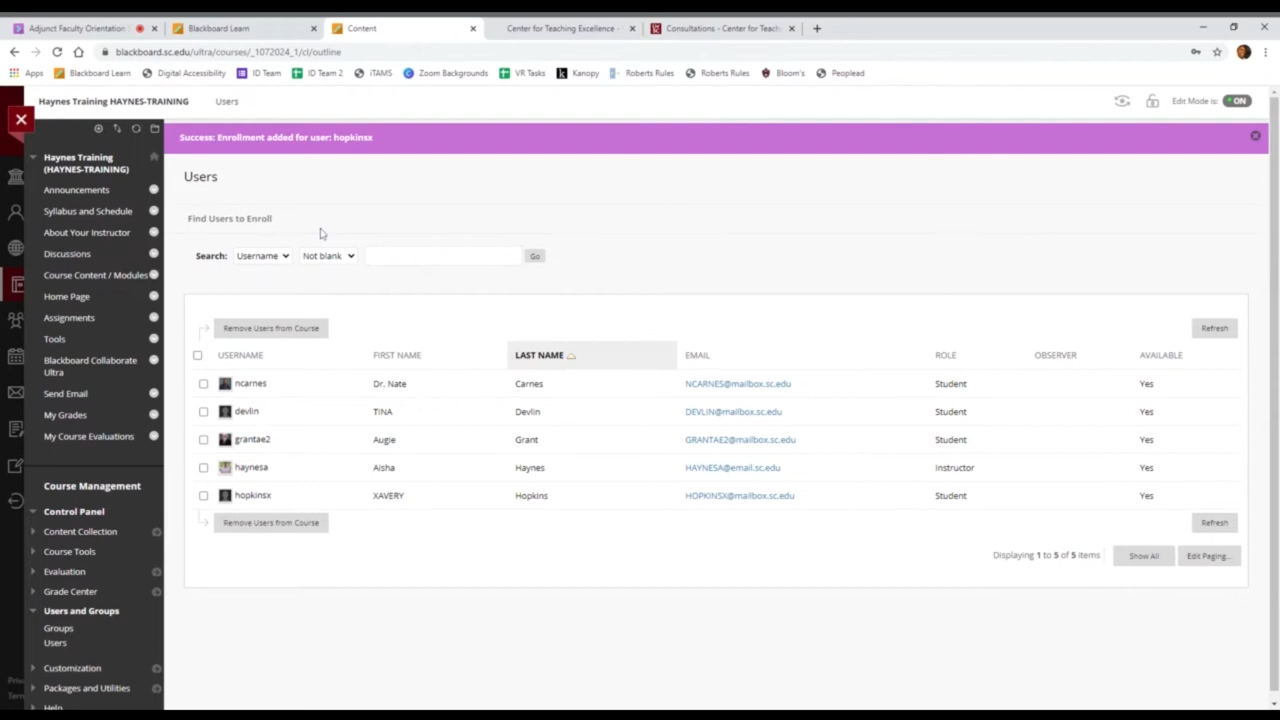 Adjunct Faculty Orientation
Blackboard Learn
Content
Center for Teaching Excellence -
Consultations - Center for Teach
blackboard.sc.edu/ultra/courses/_1072024_1/cl/outline
Apps
Blackboard Learn
Digital Accessibility
ID Team
ID Team 2
iTAMS
Zoom Backgrounds
VR Tasks
Kanopy
Roberts Rules
Roberts Rules
Bloom's
Peoplead
Haynes Training HAYNES-TRAINING
Users
Edit Mode is: ON
Success: Enrollment added for user: hopkinsx
Haynes Training
(HAYNES-TRAINING)
Announcements
Syllabus and Schedule
About Your Instructor
Discussions
Course Content / Modules
Home Page
Assignments
Tools
Blackboard Collaborate
Ultra
Send Email
My Grades
My Course Evaluations
Course Management
Control Panel
Content Collection
Course Tools
Evaluation
Grade Center
Users and Groups
Groups
Users
Customization
Packages and Utilities
Help
Users
Find Users to Enroll
Search: Username Not blank Go
Remove Users from Course Refresh
USERNAME FIRST NAME LAST NAME EMAIL ROLE OBSERVER AVAILABLE
ncarnes Dr. Nate Carnes NCARNES@mailbox.sc.edu Student Yes
devlin TINA Devlin DEVLIN@mailbox.sc.edu Student Yes
grantae2 Augie Grant GRANTAE2@mailbox.sc.edu Student Yes
haynesa Aisha Haynes HAYNESA@email.sc.edu Instructor Yes
hopkinsx XAVERY Hopkins HOPKINSX@mailbox.sc.edu Student Yes
Remove Users from Course Refresh
Displaying 1 to 5 of 5 items Show All Edit Paging...